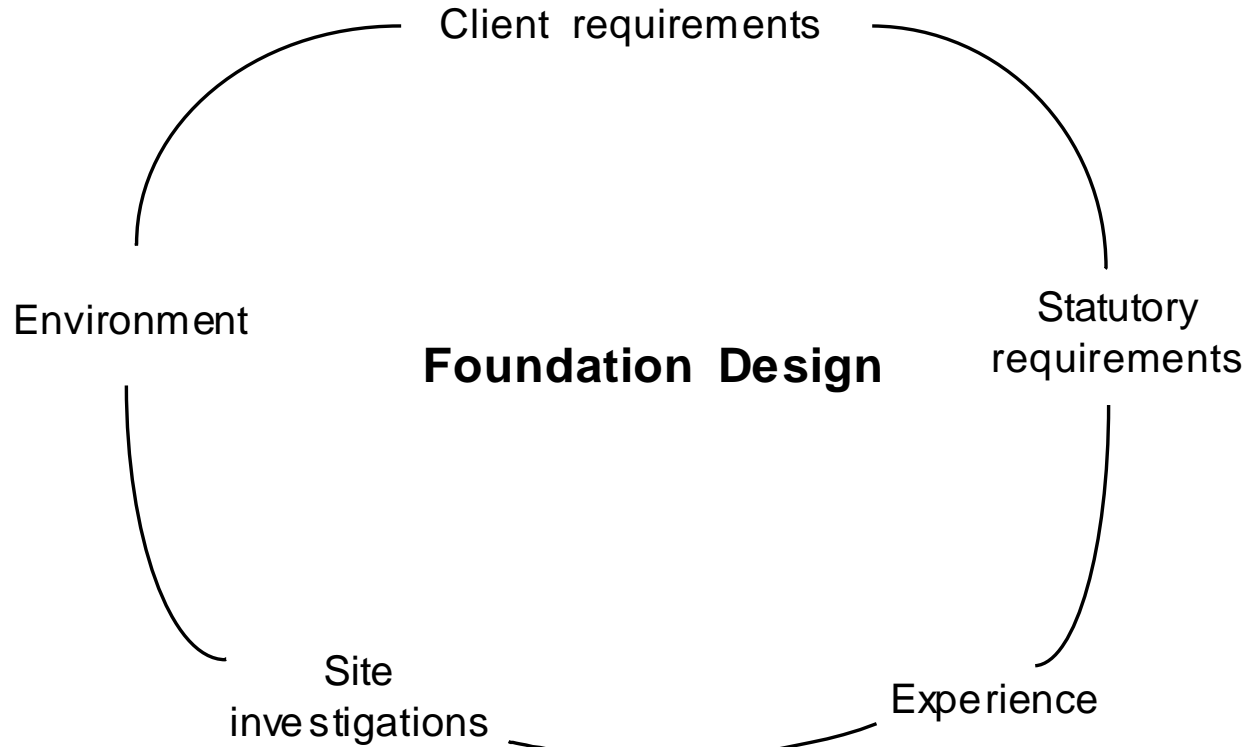 Client requirements
Environment
Statutory
requirements
Foundation Design
Site
investigations
Experience